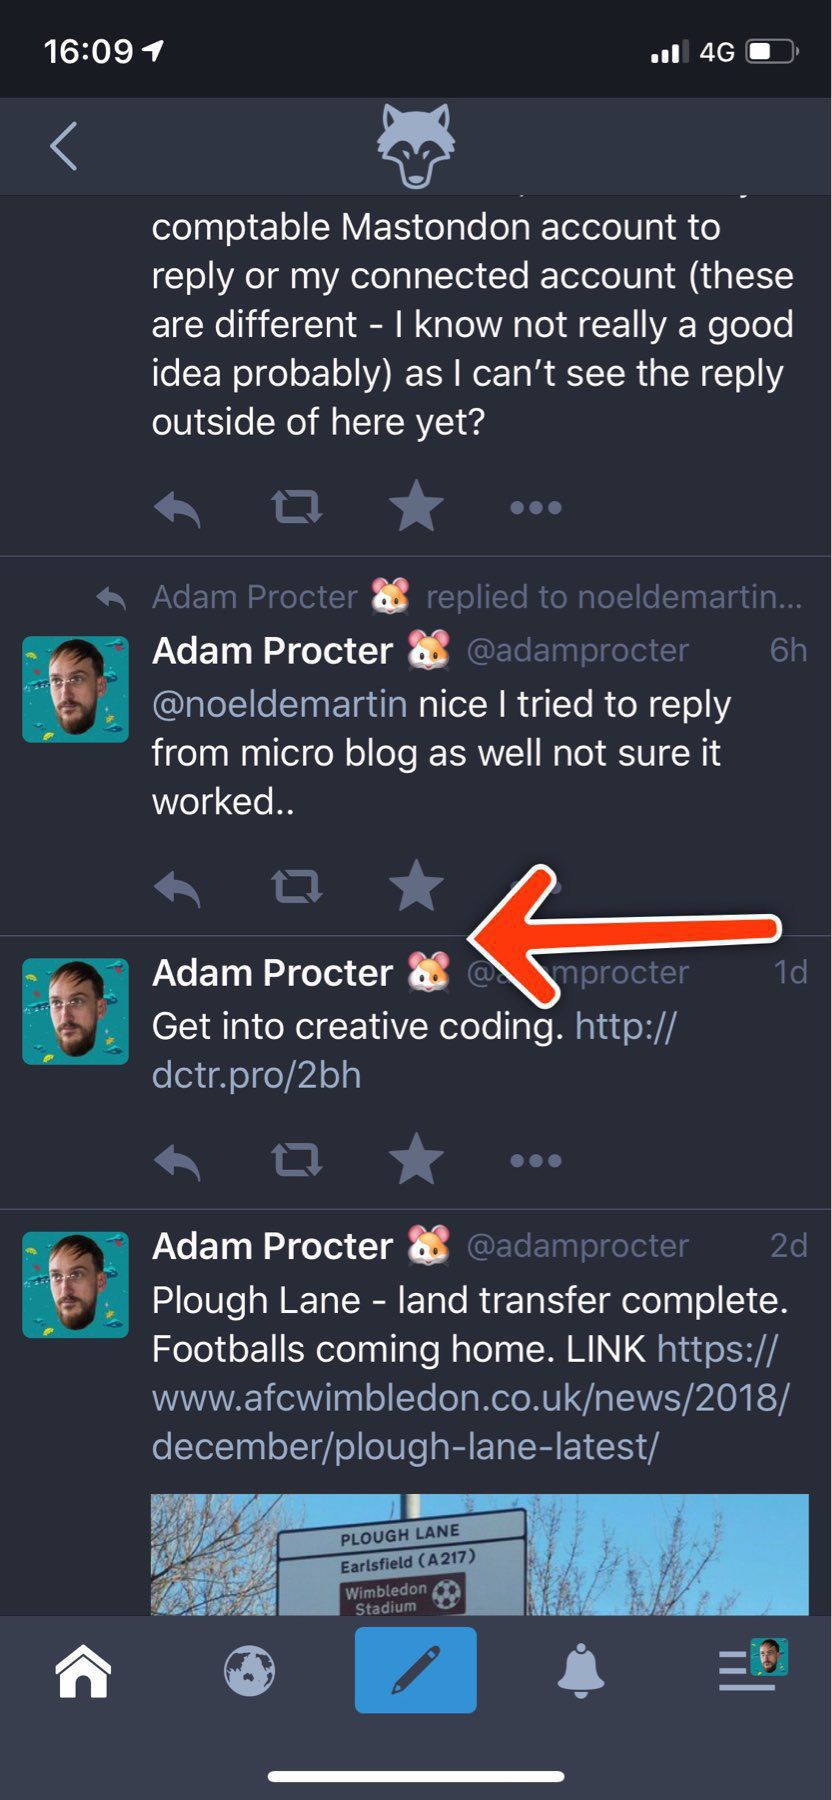 16:09
4G
comptable Mastondon account to
reply or my connected account (these
are different - I know not really a good
idea probably) as I can't see the reply
outside of here yet?
Adam Procter 🐹 replied to noeldemartin...
Adam Procter 🐹 @adamprocter 6h
@noeldemartin nice I tried to reply
from micro blog as well not sure it
worked..
Adam Procter 🐹 @a mprocter 1d
Get into creative coding. http://
dctr.pro/2bh
Adam Procter 🐹 @adamprocter 2d
Plough Lane - land transfer complete.
Footballs coming home. LINK https://
www.afcwimbledon.co.uk/news/2018/
december/plough-lane-latest/
PLOUGH LANE
Earlsfield (A217)
Wimbledon
Stadium